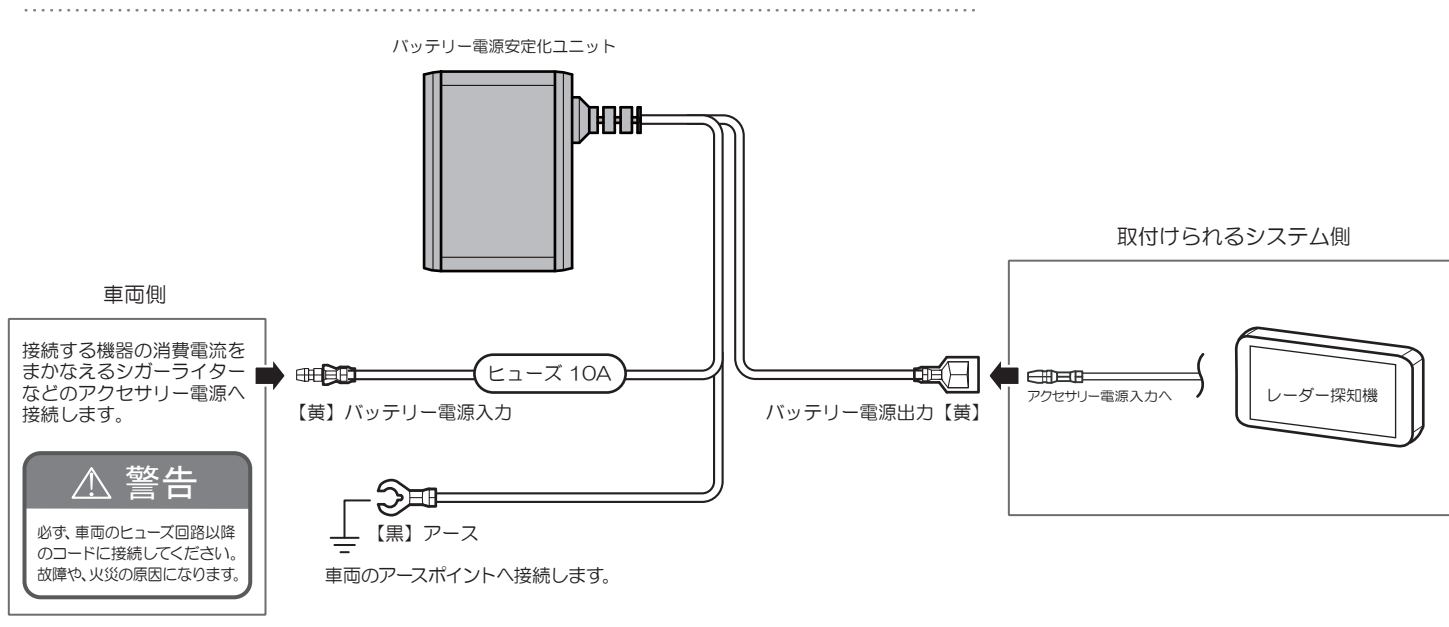 バッテリー電源安定化ユニット
取付けられるシステム側
車両側
接続する機器の消費電流を
まかなえるシガーライター
などのアクセサリー電源へ
接続します。
ヒューズ 10A
【黄】バッテリー電源入力
バッテリー電源出力【黄】
アクセサリー電源入力へ
レーダー探知機
⚠ 警告
必ず、車両のヒューズ回路以降
のコードに接続してください。
故障や、火災の原因になります。
【黒】アース
車両のアースポイントへ接続します。